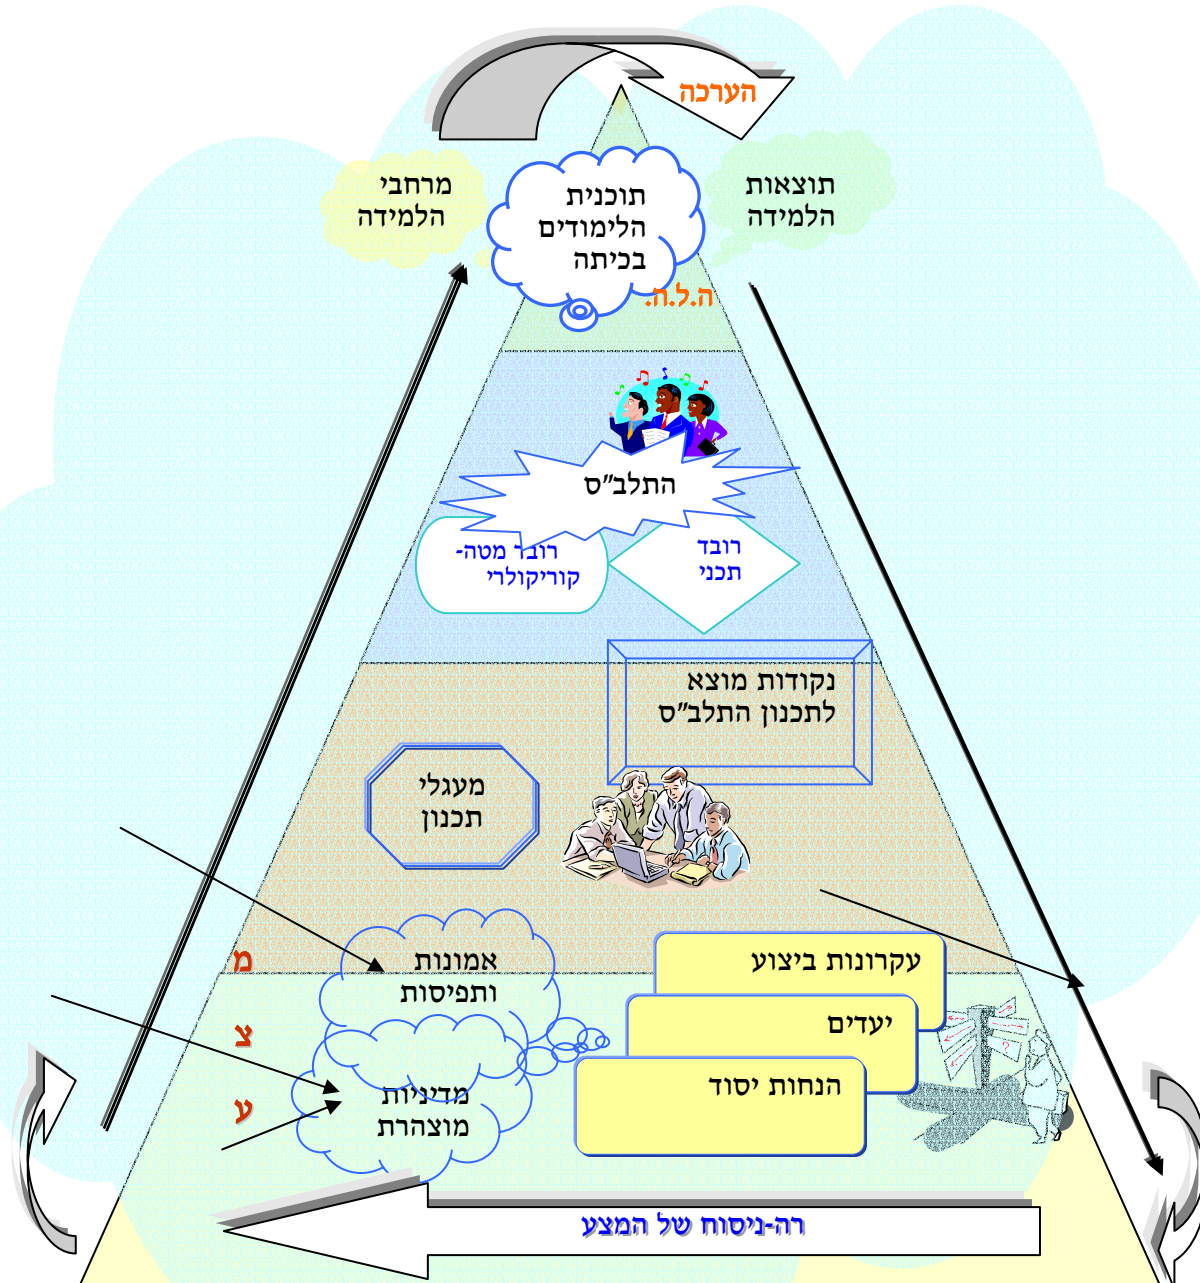 הערכה
מרחבי
הלמידה
תוכנית
הלימודים
בכיתה
תוצאות
הלמידה
ה.ל.ח.
התלב"ס
רובד
תכני
רובד מטה-
קוריקולרי
נקודות מוצא
לתכנון התלב"ס
מעגלי
תכנון
מ
צ
ע
אמונות
ותפיסות
מדיניות
מוצהרת
עקרונות ביצוע
יעדים
הנחות יסוד
?
רה-ניסוח של המצע